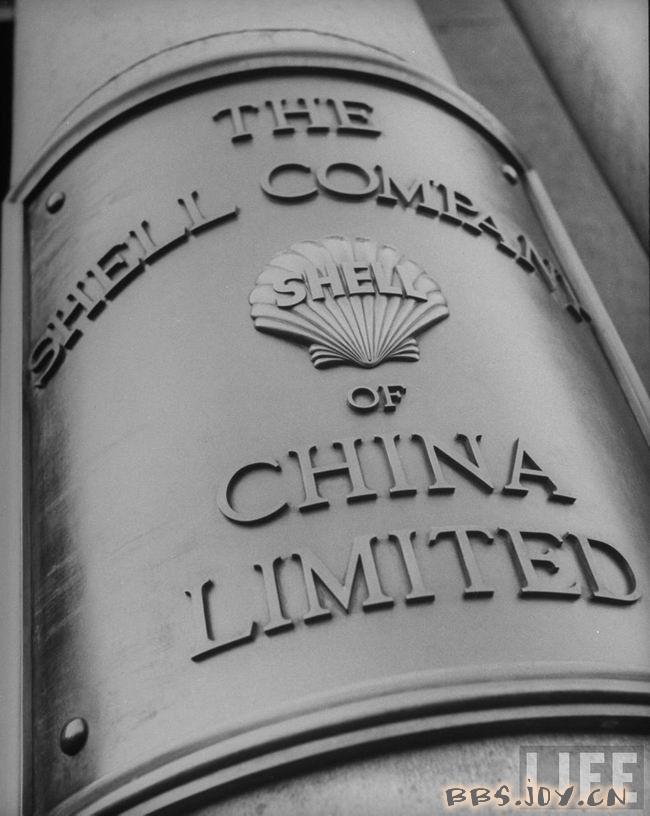 THE
SHELL COMPANY
SHELL
OF
CHINA
LIMITED
LIFE
BBS.JOY.CN